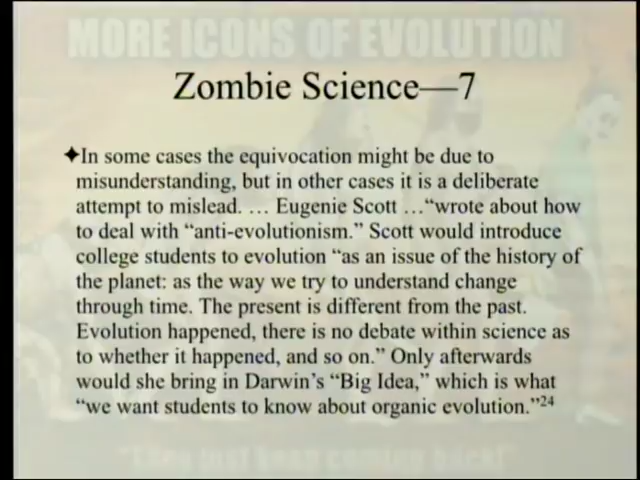 MORE ICONS OF EVOLUTION
Zombie Science—7
✦In some cases the equivocation might be due to
misunderstanding, but in other cases it is a deliberate
attempt to mislead. … Eugenie Scott …“wrote about how
to deal with “anti-evolutionism.” Scott would introduce
college students to evolution “as an issue of the history of
the planet: as the way we try to understand change
through time. The present is different from the past.
Evolution happened, there is no debate within science as
to whether it happened, and so on.” Only afterwards
would she bring in Darwin’s “Big Idea,” which is what
“we want students to know about organic evolution.”24
"They just keep coming back!"